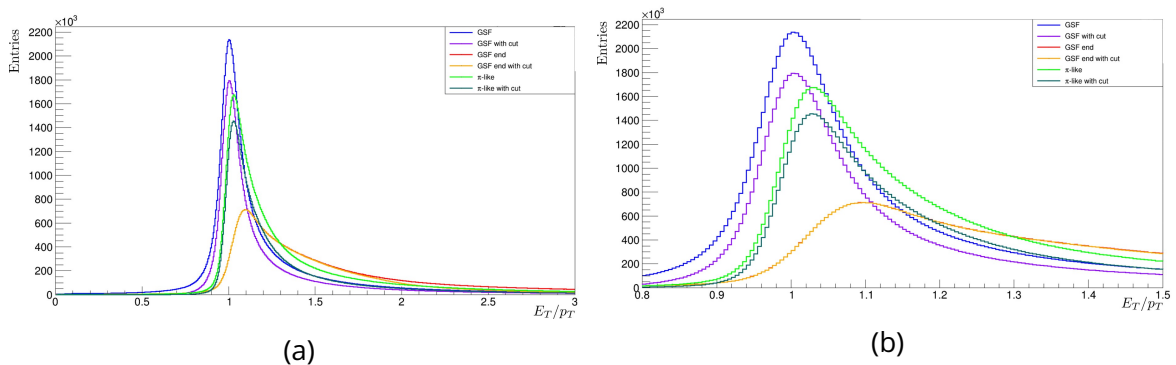 ×10³
Entries
2200
2000
1800
1600
1400
1200
1000
800
600
400
200
0
0 0.5 1 1.5 2 2.5 3
E_T/p_T
GSF
GSF with cut
GSF end
GSF end with cut
π-like
π-like with cut
(a)
×10³
Entries
2200
2000
1800
1600
1400
1200
1000
800
600
400
200
0
0.8 0.9 1 1.1 1.2 1.3 1.4 1.5
E_T/p_T
GSF
GSF with cut
GSF end
GSF end with cut
π-like
π-like with cut
(b)